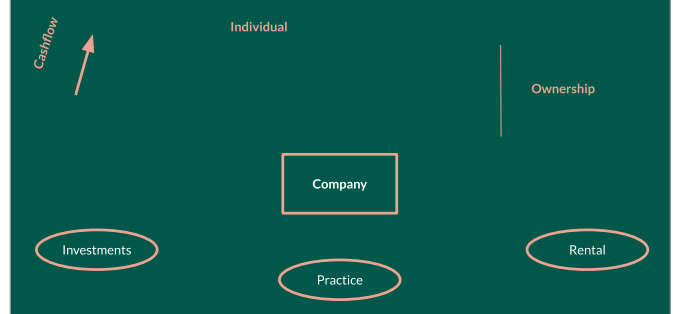 Cashflow
Individual
Ownership
Company
Investments
Rental
Practice